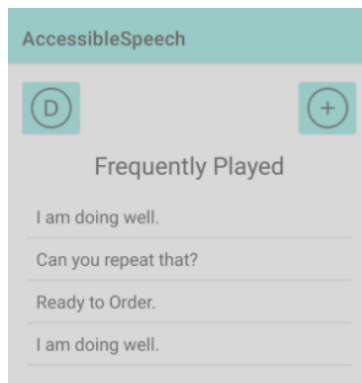 AccessibleSpeech
D +
Frequently Played
I am doing well.
Can you repeat that?
Ready to Order.
I am doing well.